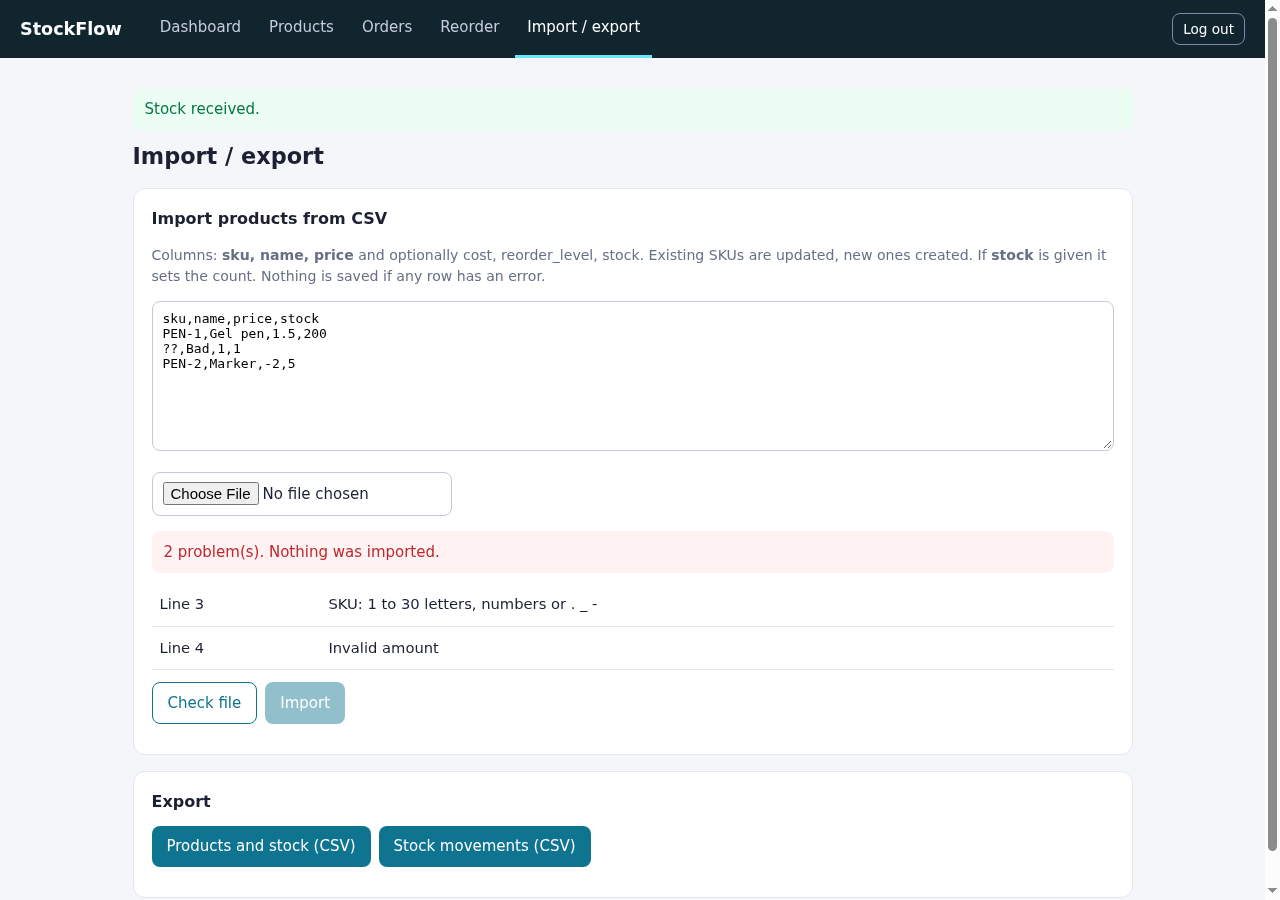 StockFlow
Dashboard
Products
Orders
Reorder
Import / export
Log out
Stock received.
Import / export
Import products from CSV
Columns: sku, name, price and optionally cost, reorder_level, stock. Existing SKUs are updated, new ones created. If stock is given it
sets the count. Nothing is saved if any row has an error.
sku,name,price,stock
PEN-1,Gel pen,1.5,200
??,Bad,1,1
PEN-2,Marker,-2,5
Choose File No file chosen
2 problem(s). Nothing was imported.
Line 3 SKU: 1 to 30 letters, numbers or . _ -
Line 4 Invalid amount
Check file
Import
Export
Products and stock (CSV)
Stock movements (CSV)